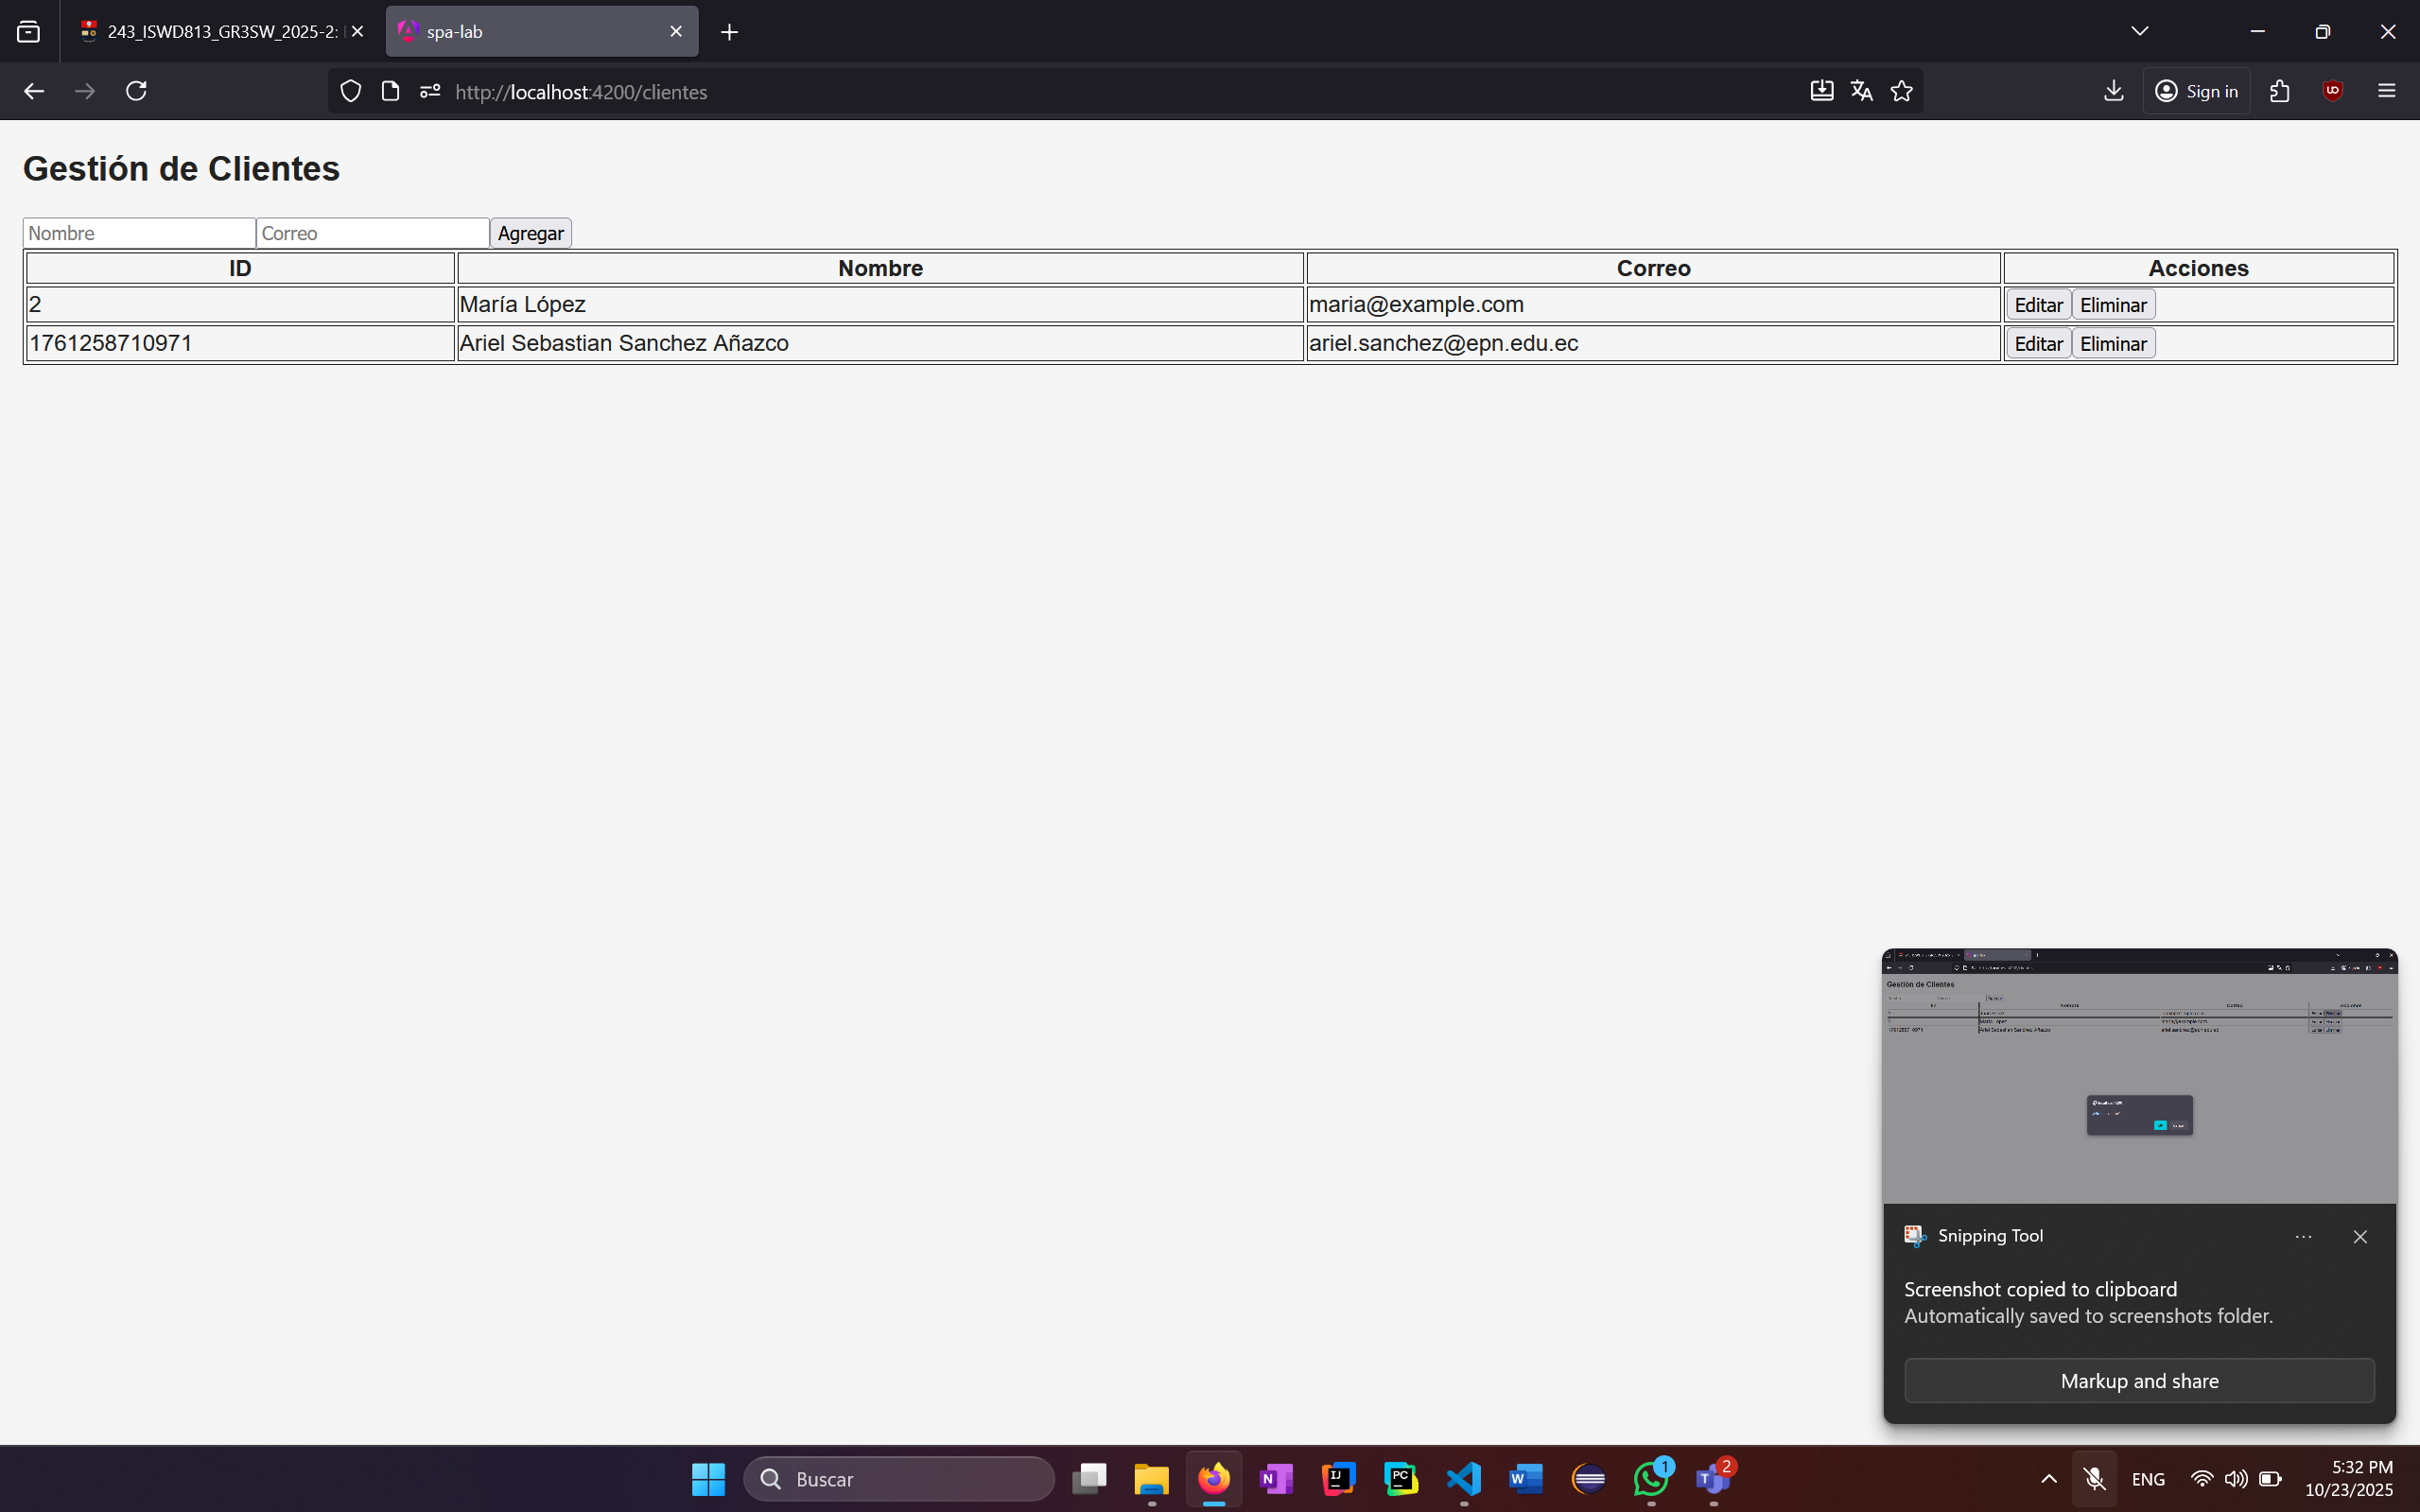 243_ISWD813_GR3SW_2025-2:
spa-lab
http://localhost:4200/clientes
Sign in
Gestión de Clientes
Nombre Correo Agregar
ID Nombre Correo Acciones
2 María López maria@example.com Editar Eliminar
1761258710971 Ariel Sebastian Sanchez Añazco ariel.sanchez@epn.edu.ec Editar Eliminar
Gestión de Clientes
Snipping Tool
Screenshot copied to clipboard
Automatically saved to screenshots folder.
Markup and share
Buscar
1
2
ENG
5:32 PM
10/23/2025